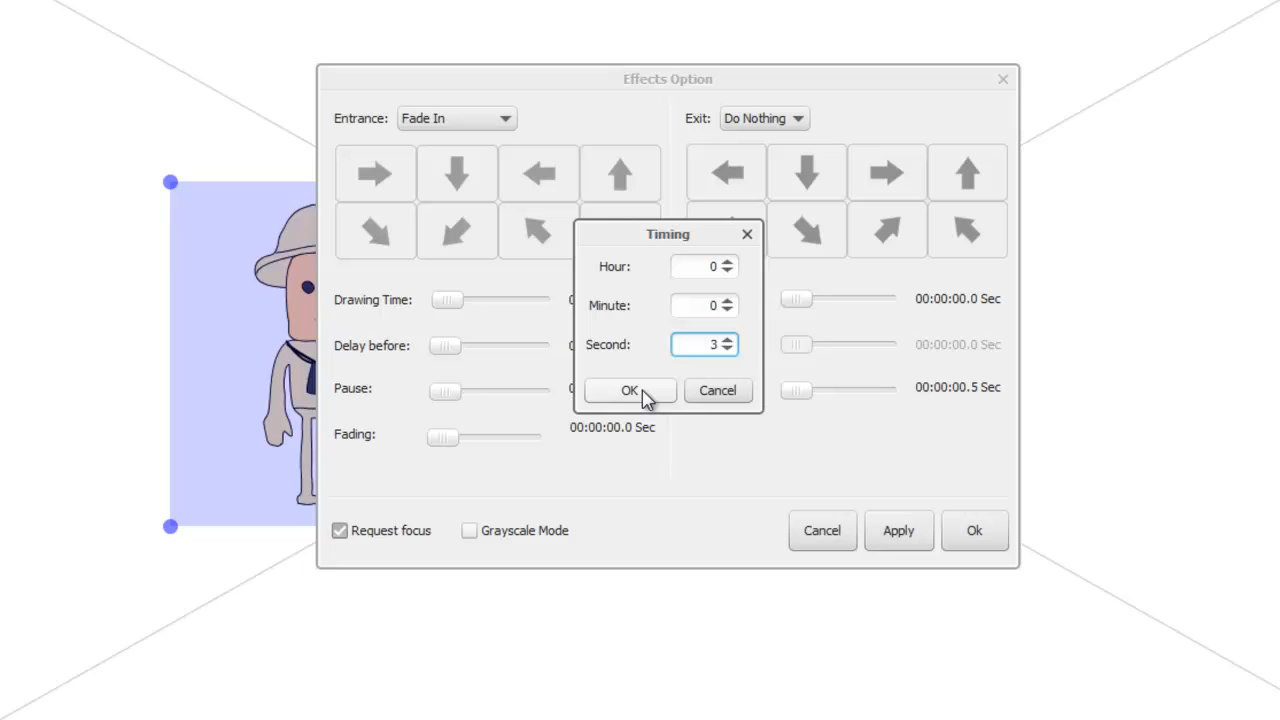 Effects Option
Entrance: Fade In
Exit: Do Nothing
Timing
Hour: 0
Minute: 0
Second: 3
OK Cancel
Drawing Time:
00:00:00.0 Sec
Delay before:
00:00:00.0 Sec
Pause:
00:00:00.5 Sec
Fading: 00:00:00.0 Sec
Request focus Grayscale Mode Cancel Apply Ok